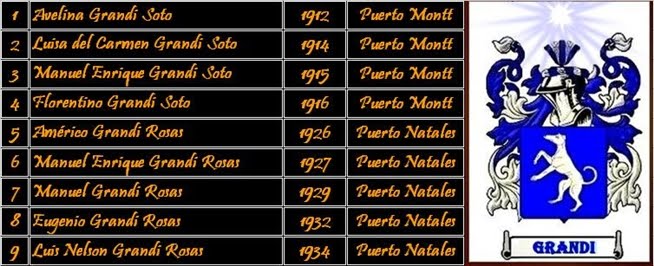 1 Avelina Grandi Soto 1912 Puerto Montt
2 Luisa del Carmen Grandi Soto 1914 Puerto Montt
3 Manuel Enrique Grandi Soto 1915 Puerto Montt
4 Florentino Grandi Soto 1916 Puerto Montt
5 Américo Grandi Rosas 1926 Puerto Natales
6 Manuel Enrique Grandi Rosas 1927 Puerto Natales
7 Manuel Grandi Rosas 1929 Puerto Natales
8 Eugenio Grandi Rosas 1932 Puerto Natales
9 Luis Nelson Grandi Rosas 1934 Puerto Natales
GRANDI